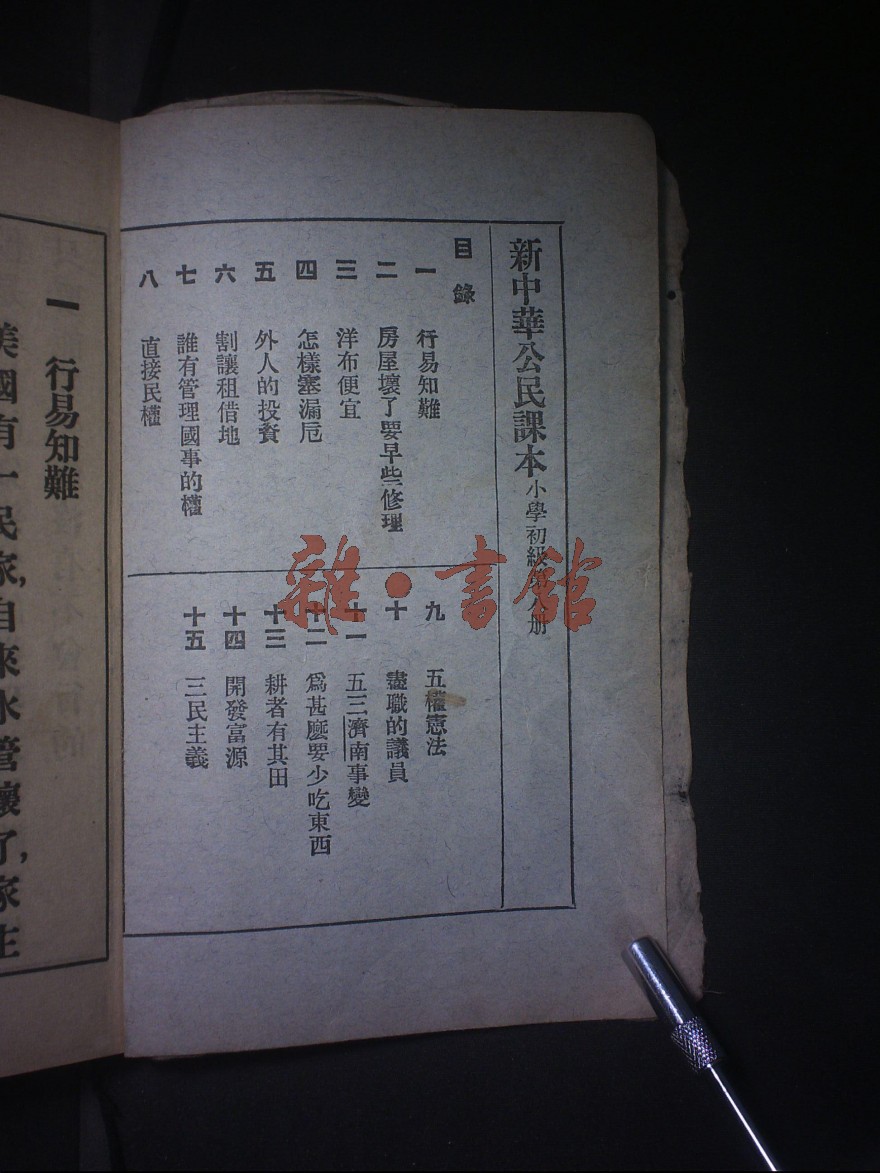 新中華公民課本 小學初級第八册
目錄
一 行易知難
二 房屋壞了要早些修理
三 洋布便宜
四 怎樣塞漏卮
五 外人的投資
六 割讓租借地
七 誰有管理國事的權
八 直接民權
九 五權憲法
十 盡職的議員
十一 五三濟南事變
十二 爲甚麼要少吃東西
十三 耕者有其田
十四 開發富源
十五 三民主義
雜·書館
一 行易知難
美國有一民家,自來水管壞了,家主